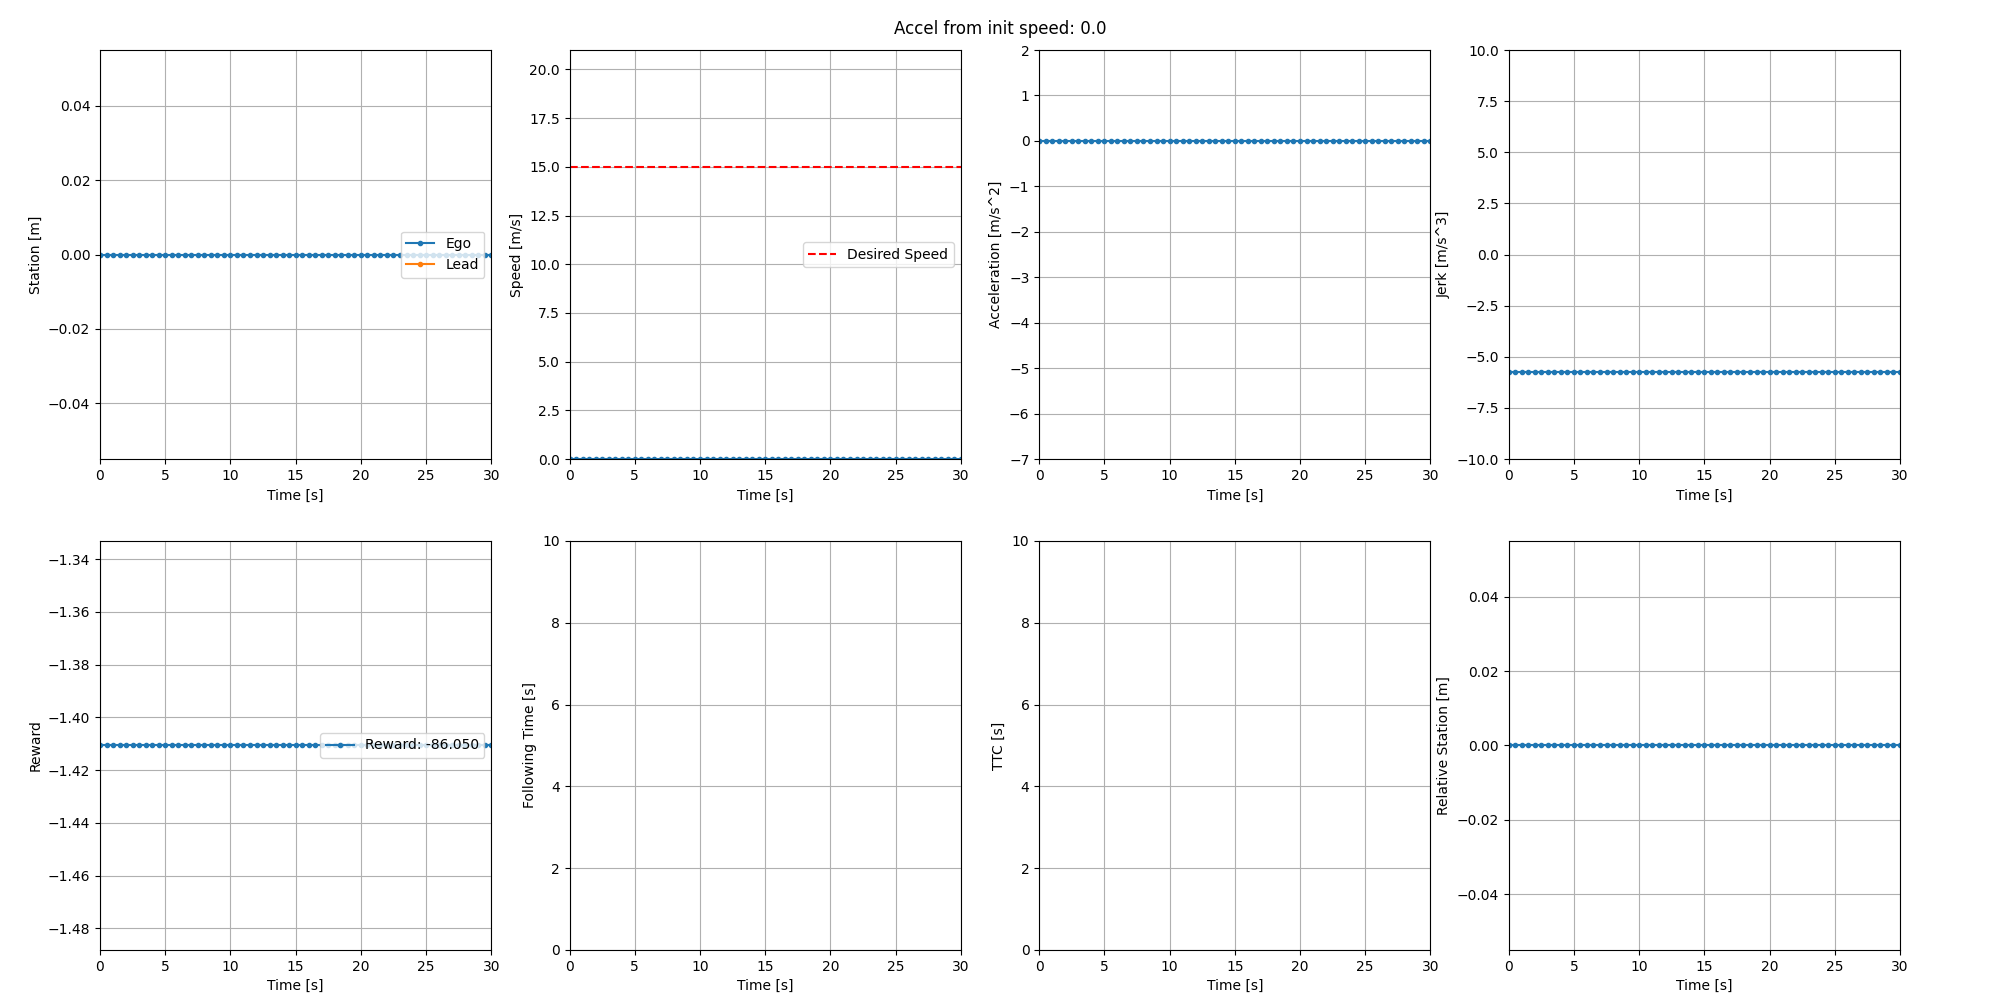 Accel from init speed: 0.0
Station [m]
0.04
0.02
0.00
−0.02
−0.04
Ego
Lead
0 5 10 15 20 25 30
Time [s]
Speed [m/s]
20.0
17.5
15.0
12.5
10.0
7.5
5.0
2.5
0.0
Desired Speed
0 5 10 15 20 25 30
Time [s]
Acceleration [m/s^2]
2
1
0
−1
−2
−3
−4
−5
−6
−7
0 5 10 15 20 25 30
Time [s]
Jerk [m/s^3]
10.0
7.5
5.0
2.5
0.0
−2.5
−5.0
−7.5
−10.0
0 5 10 15 20 25 30
Time [s]
Reward
−1.34
−1.36
−1.38
−1.40
−1.42
−1.44
−1.46
−1.48
Reward: -86.050
0 5 10 15 20 25 30
Time [s]
Following Time [s]
10
8
6
4
2
0
0 5 10 15 20 25 30
Time [s]
TTC [s]
10
8
6
4
2
0
0 5 10 15 20 25 30
Time [s]
Relative Station [m]
0.04
0.02
0.00
−0.02
−0.04
0 5 10 15 20 25 30
Time [s]